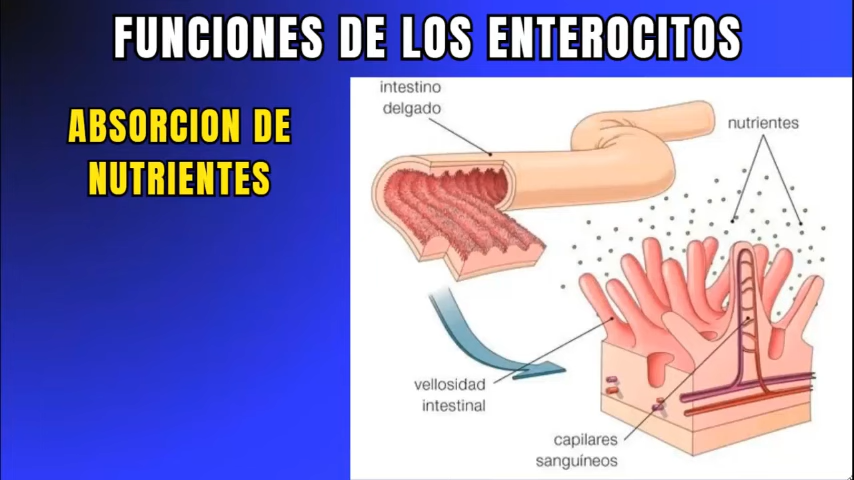 FUNCIONES DE LOS ENTEROCITOS
ABSORCION DE
NUTRIENTES
intestino
delgado
nutrientes
vellosidad
intestinal
capilares
sanguíneos